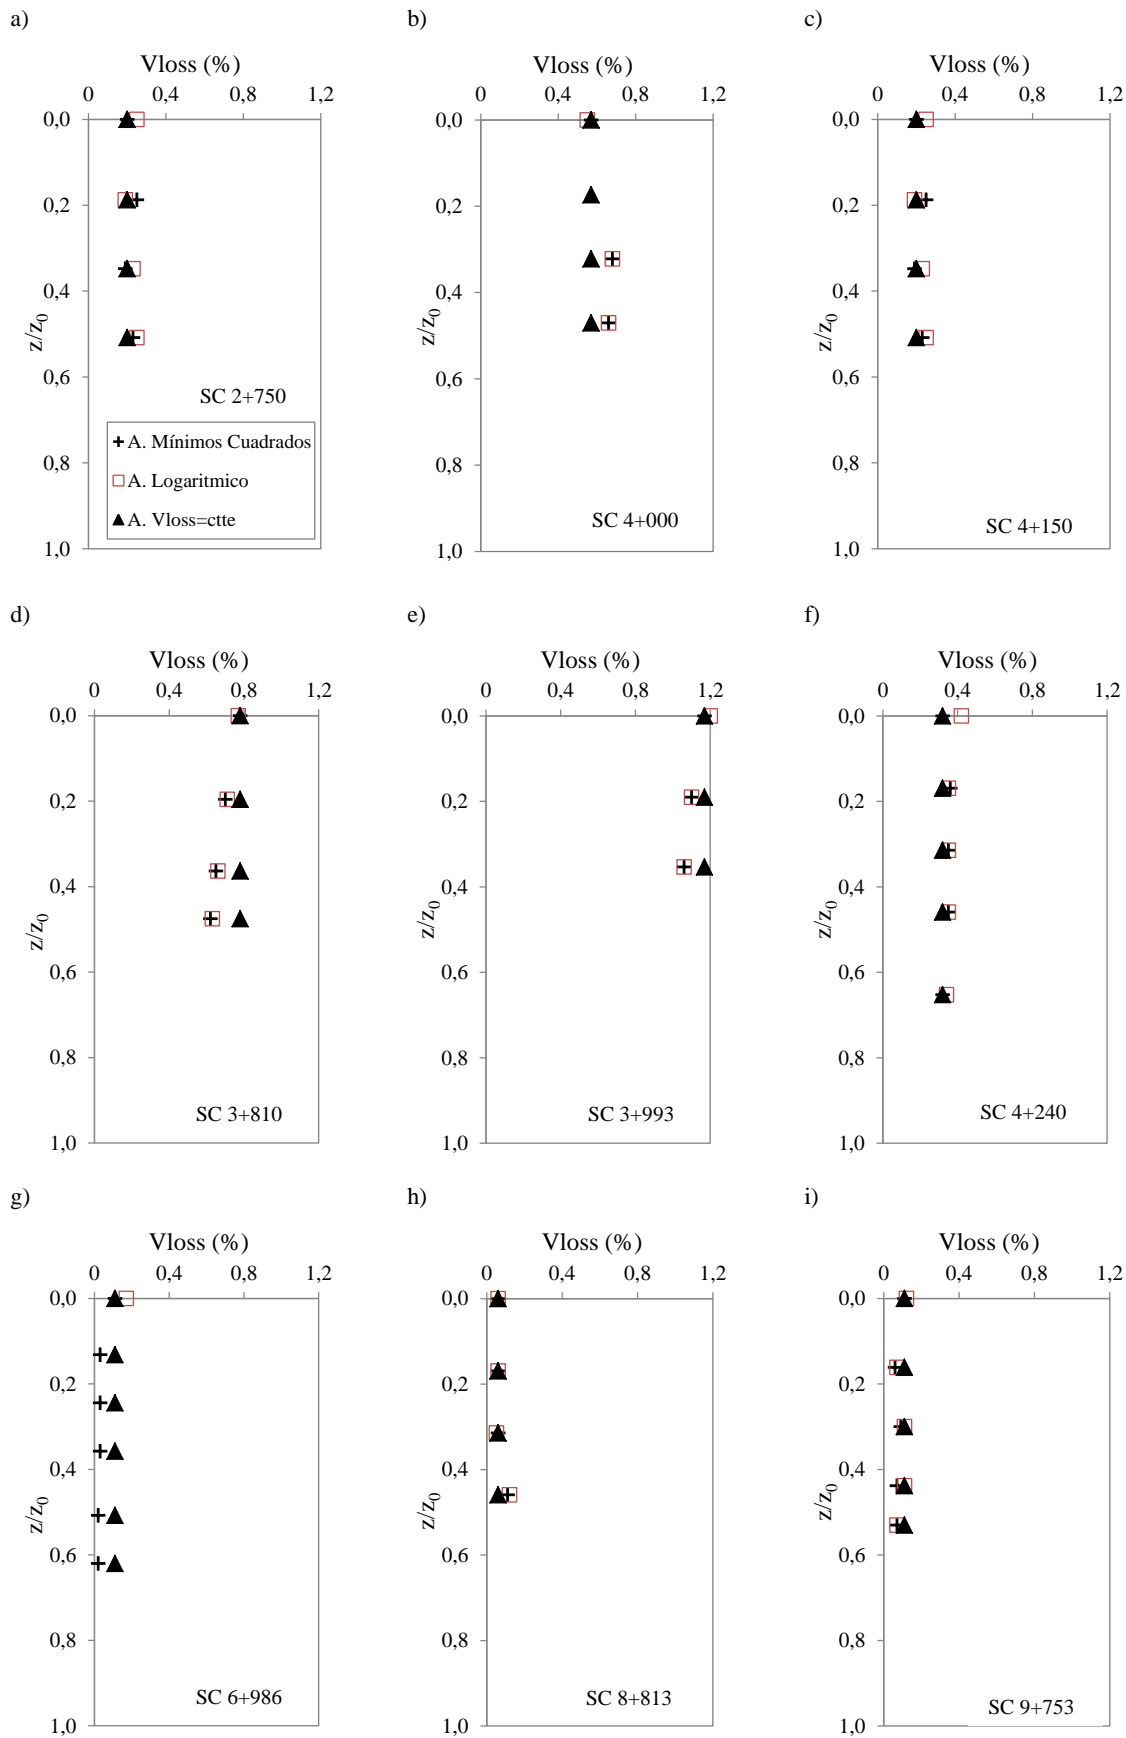 a)
Vloss (%)
0 0,4 0,8 1,2
0,0
0,2
0,4
0,6
0,8
1,0
z/z0
SC 2+750
A. Mínimos Cuadrados
A. Logaritmico
A. Vloss=ctte
b)
Vloss (%)
0 0,4 0,8 1,2
0,0
0,2
0,4
0,6
0,8
1,0
z/z0
SC 4+000
c)
Vloss (%)
0 0,4 0,8 1,2
0,0
0,2
0,4
0,6
0,8
1,0
z/z0
SC 4+150
d)
Vloss (%)
0 0,4 0,8 1,2
0,0
0,2
0,4
0,6
0,8
1,0
z/z0
SC 3+810
e)
Vloss (%)
0 0,4 0,8 1,2
0,0
0,2
0,4
0,6
0,8
1,0
z/z0
SC 3+993
f)
Vloss (%)
0 0,4 0,8 1,2
0,0
0,2
0,4
0,6
0,8
1,0
z/z0
SC 4+240
g)
Vloss (%)
0 0,4 0,8 1,2
0,0
0,2
0,4
0,6
0,8
1,0
z/z0
SC 6+986
h)
Vloss (%)
0 0,4 0,8 1,2
0,0
0,2
0,4
0,6
0,8
1,0
z/z0
SC 8+813
i)
Vloss (%)
0 0,4 0,8 1,2
0,0
0,2
0,4
0,6
0,8
1,0
z/z0
SC 9+753